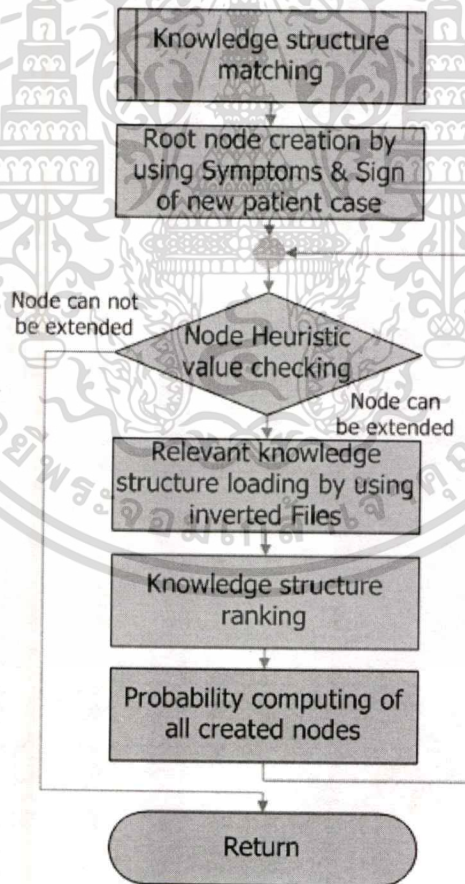 Knowledge structure
matching
Root node creation by
using Symptoms & Sign
of new patient case
Node can not
be extended
Node Heuristic
value checking
Node can
be extended
Relevant knowledge
structure loading by using
inverted Files
Knowledge structure
ranking
Probability computing of
all created nodes
Return